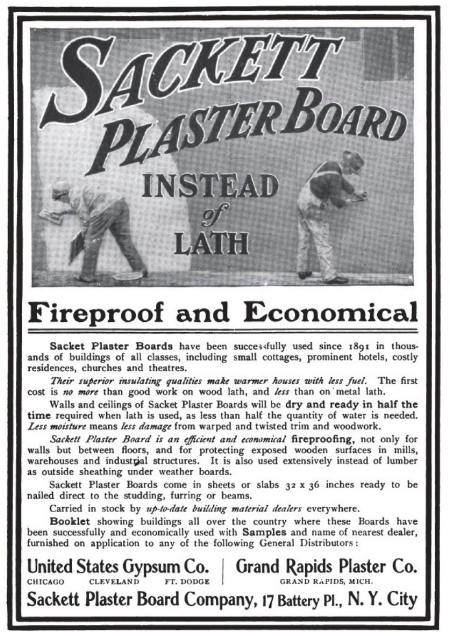 SACKETT
PLASTER BOARD
INSTEAD
of
LATH
Fireproof and Economical
Sacket Plaster Boards have been successfully used since 1891 in thous-
ands of buildings of all classes, including small cottages, prominent hotels, costly
residences, churches and theatres.
Their superior insulating qualities make warmer houses with less fuel. The first
cost is no more than good work on wood lath, and less than on metal lath.
Walls and ceilings of Sacket Plaster Boards will be dry and ready in half the
time required when lath is used, as less than half the quantity of water is needed.
Less moisture means less damage from warped and twisted trim and woodwork.
Sackett Plaster Board is an efficient and economical fireproofing, not only for
walls but between floors, and for protecting exposed wooden surfaces in mills,
warehouses and industrial structures. It is also used extensively instead of lumber
as outside sheathing under weather boards.
Sackett Plaster Boards come in sheets or slabs 32 x 36 inches ready to be
nailed direct to the studding, furring or beams.
Carried in stock by up-to-date building material dealers everywhere.
Booklet showing buildings all over the country where these Boards have
been successfully and economically used with Samples and name of nearest dealer,
furnished on application to any of the following General Distributors:
United States Gypsum Co. Grand Rapids Plaster Co.
CHICAGO CLEVELAND FT. DODGE GRAND RAPIDS, MICH.
Sackett Plaster Board Company, 17 Battery Pl., N. Y. City